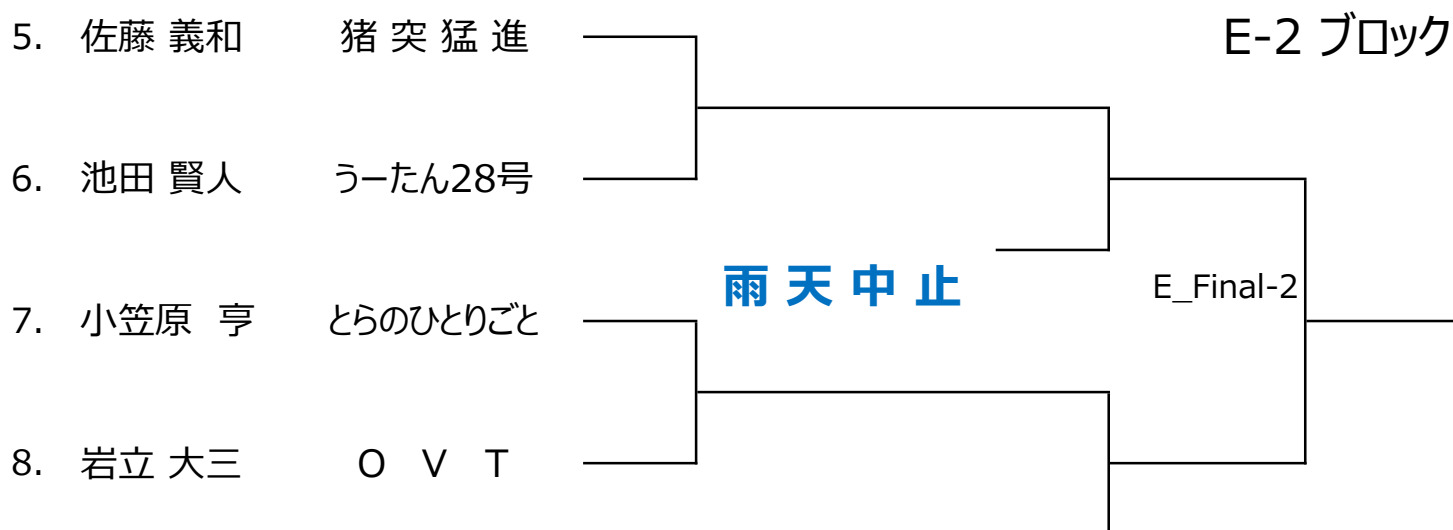 E-2 ブロック
5. 佐藤 義和 猪 突 猛 進
6. 池田 賢人 うーたん28号
雨 天 中 止
E_Final-2
7. 小笠原 亨 とらのひとりごと
8. 岩立 大三 O V T